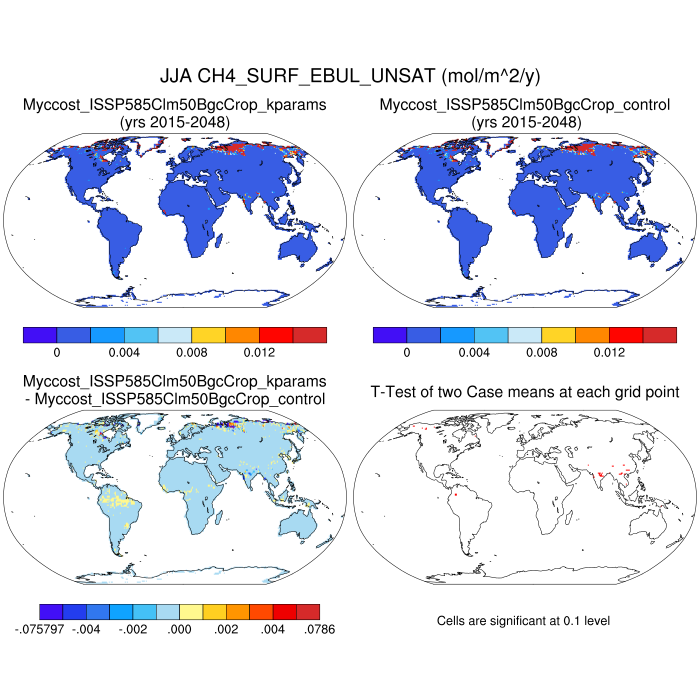 JJA CH4_SURF_EBUL_UNSAT (mol/m^2/y)
Myccost_ISSP585Clm50BgcCrop_kparams
(yrs 2015-2048)
Myccost_ISSP585Clm50BgcCrop_control
(yrs 2015-2048)
0 0.004 0.008 0.012
0 0.004 0.008 0.012
Myccost_ISSP585Clm50BgcCrop_kparams
- Myccost_ISSP585Clm50BgcCrop_control
T-Test of two Case means at each grid point
-.075797 -.004 -.002 .000 .002 .004 .0786
Cells are significant at 0.1 level